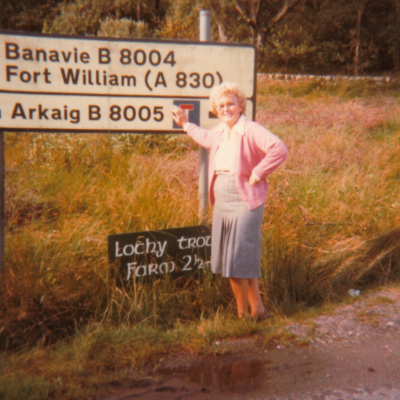 Banavie B 8004
Fort William (A 830)
Arkaig B 8005 T
Lochy trout
Farm 2½